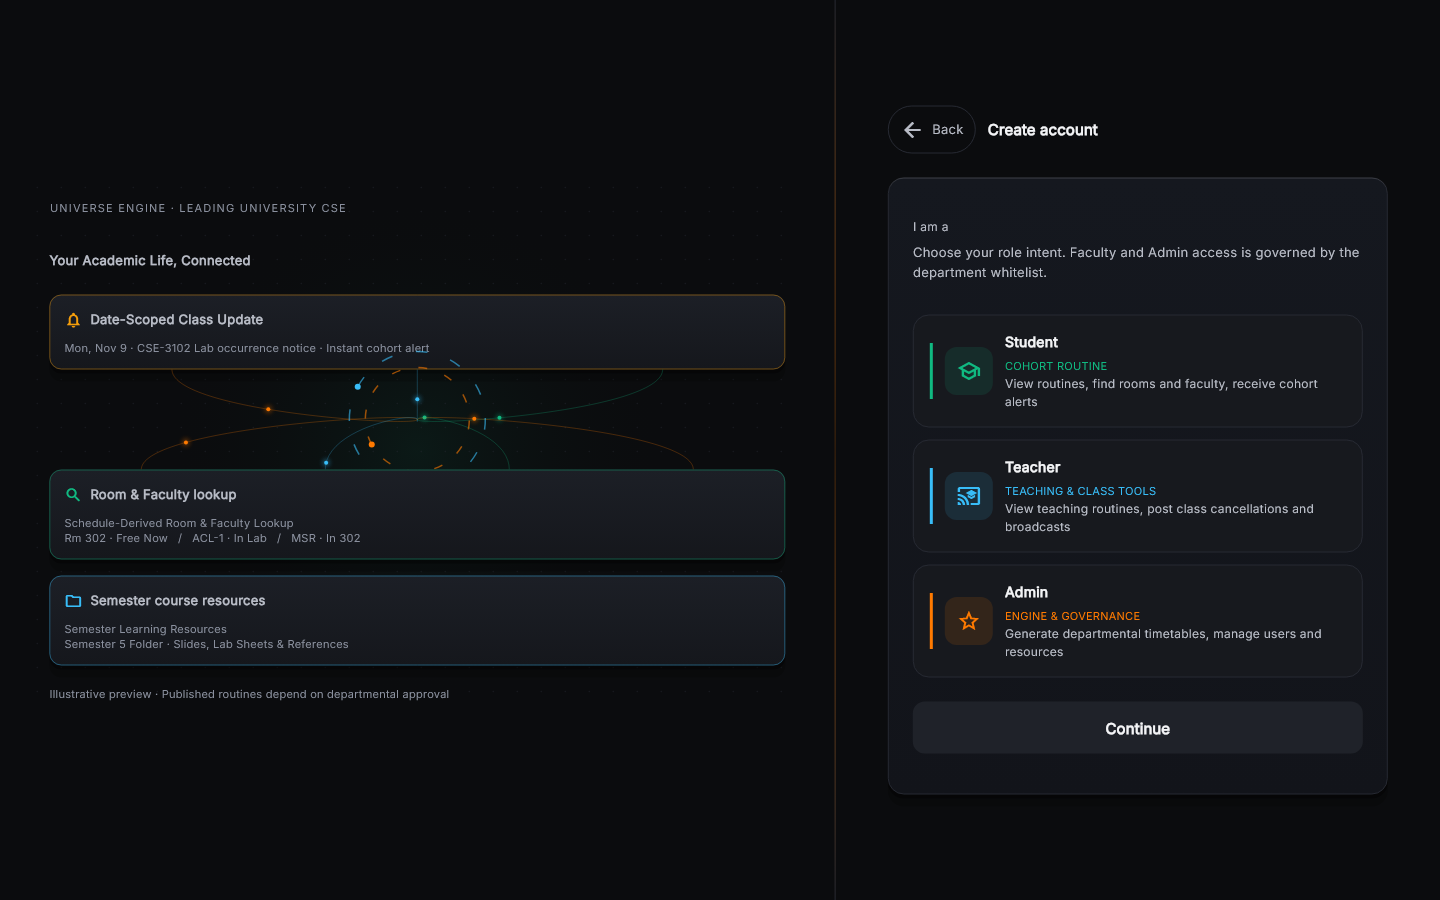 UNIVERSE ENGINE · LEADING UNIVERSITY CSE
Your Academic Life, Connected
Date-Scoped Class Update
Mon, Nov 9 · CSE-3102 Lab occurrence notice · Instant cohort alert
Room & Faculty lookup
Schedule-Derived Room & Faculty Lookup
Rm 302 · Free Now / ACL-1 · In Lab / MSR · In 302
Semester course resources
Semester Learning Resources
Semester 5 Folder · Slides, Lab Sheets & References
Illustrative preview · Published routines depend on departmental approval
Back
Create account
I am a
Choose your role intent. Faculty and Admin access is governed by the
department whitelist.
Student
COHORT ROUTINE
View routines, find rooms and faculty, receive cohort
alerts
Teacher
TEACHING & CLASS TOOLS
View teaching routines, post class cancellations and
broadcasts
Admin
ENGINE & GOVERNANCE
Generate departmental timetables, manage users and
resources
Continue